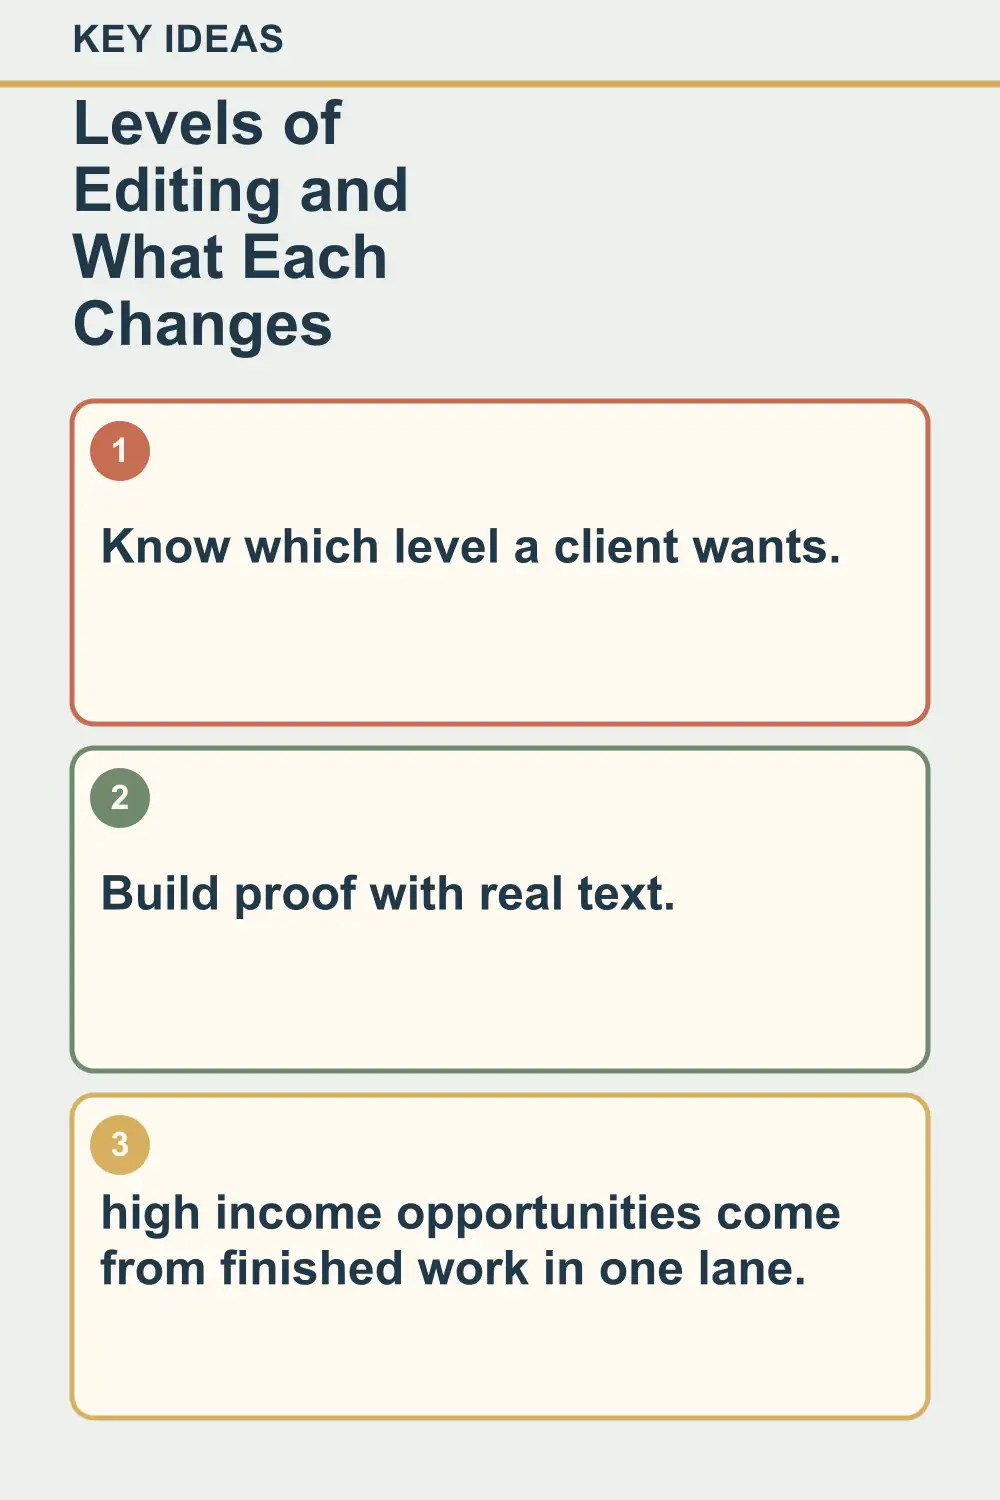 KEY IDEAS
Levels of
Editing and
What Each
Changes
1
Know which level a client wants.
2
Build proof with real text.
3
high income opportunities come
from finished work in one lane.